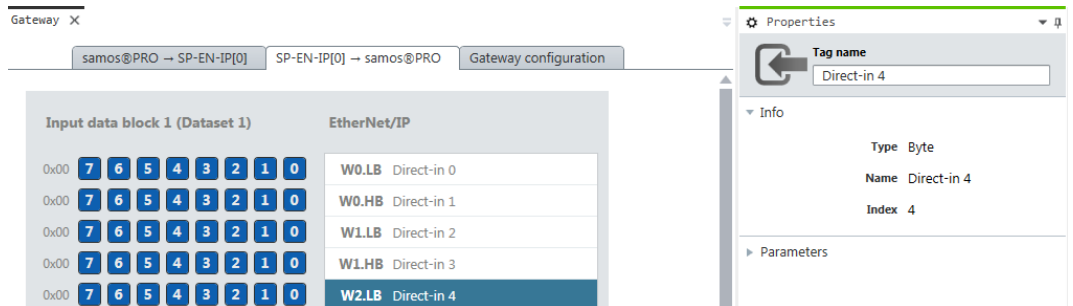 Gateway X
samos®PRO → SP-EN-IP[0] SP-EN-IP[0] → samos®PRO Gateway configuration
Input data block 1 (Dataset 1) EtherNet/IP
0x00 7 6 5 4 3 2 1 0 W0.LB Direct-in 0
0x00 7 6 5 4 3 2 1 0 W0.HB Direct-in 1
0x00 7 6 5 4 3 2 1 0 W1.LB Direct-in 2
0x00 7 6 5 4 3 2 1 0 W1.HB Direct-in 3
0x00 7 6 5 4 3 2 1 0 W2.LB Direct-in 4
Properties
Tag name
Direct-in 4
Info
Type Byte
Name Direct-in 4
Index 4
Parameters